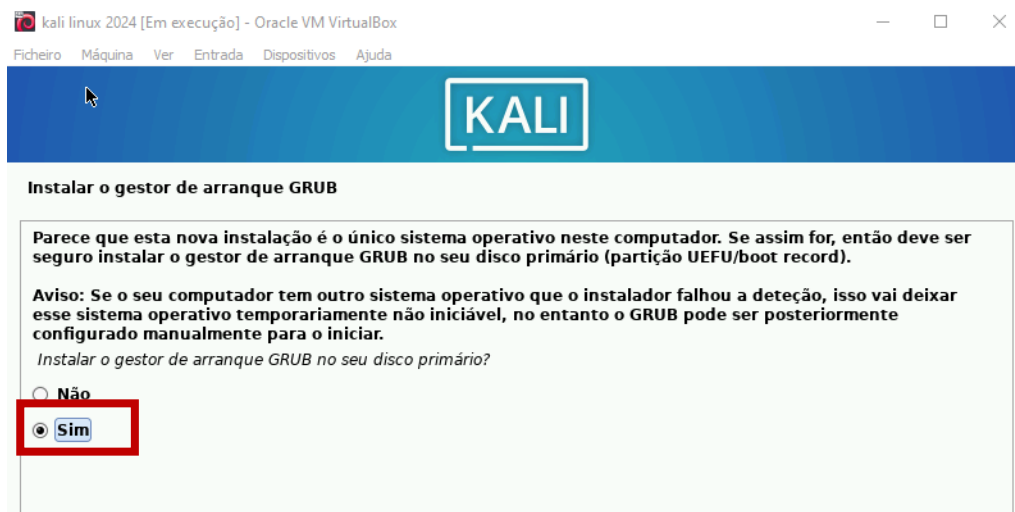 kali linux 2024 [Em execução] - Oracle VM VirtualBox
Ficheiro Máquina Ver Entrada Dispositivos Ajuda
KALI
Instalar o gestor de arranque GRUB
Parece que esta nova instalação é o único sistema operativo neste computador. Se assim for, então deve ser
seguro instalar o gestor de arranque GRUB no seu disco primário (partição UEFU/boot record).
Aviso: Se o seu computador tem outro sistema operativo que o instalador falhou a deteção, isso vai deixar
esse sistema operativo temporariamente não iniciável, no entanto o GRUB pode ser posteriormente
configurado manualmente para o iniciar.
Instalar o gestor de arranque GRUB no seu disco primário?
Não
Sim